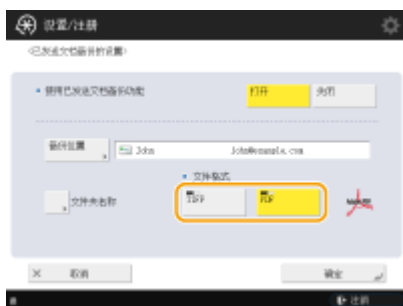 设置/注册
<已发送文档备份的设置>
使用已发送文档备份功能
打开
关闭
备份位置
John
John@example.com
文件格式
文件夹名称
TIFF
PDF
取消
确定
注销